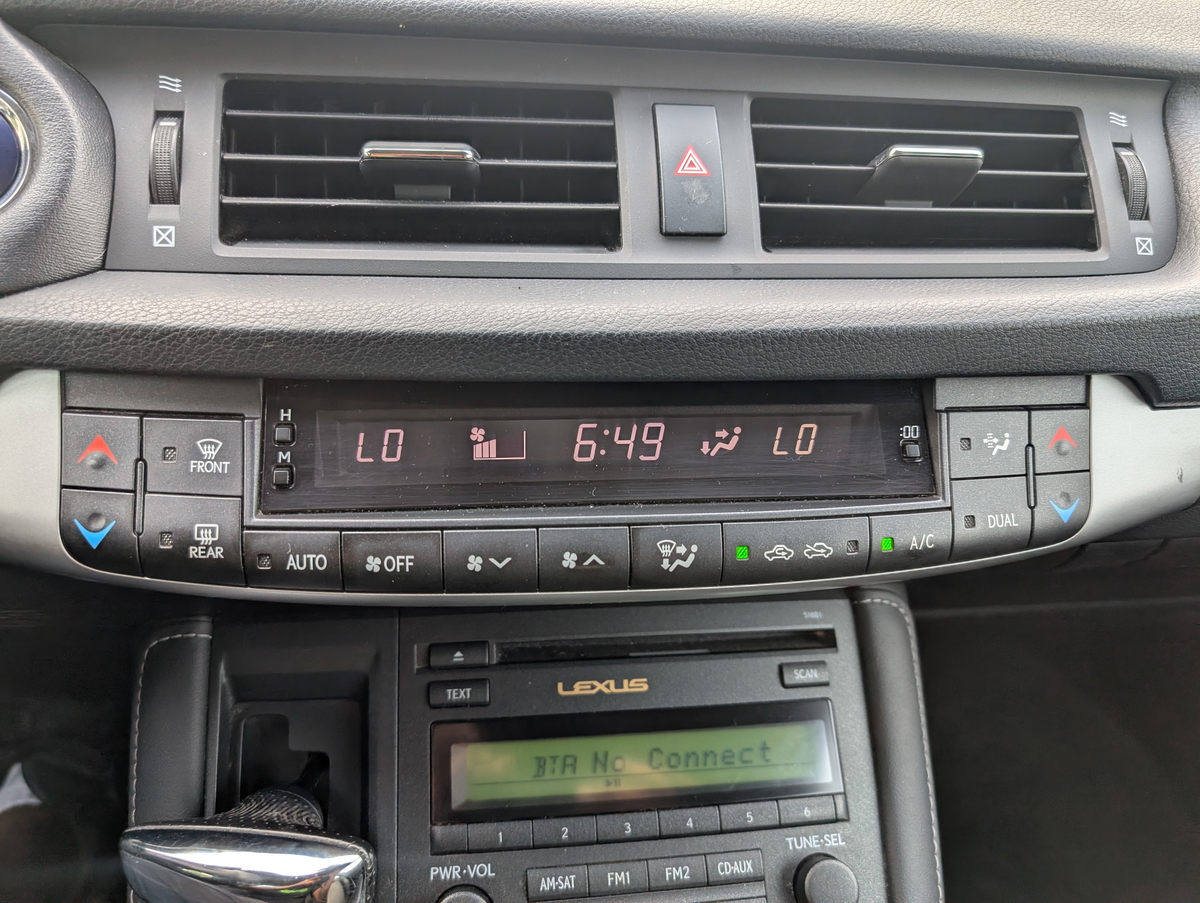 H
M
LO 6:49 LO
:00
FRONT
REAR
AUTO
OFF
A/C
DUAL
TEXT
LEXUS
SCAN
BTA No Connect
1 2 3 4 5 6
PWR·VOL
TUNE·SEL
AM·SAT FM1 FM2 CD·AUX